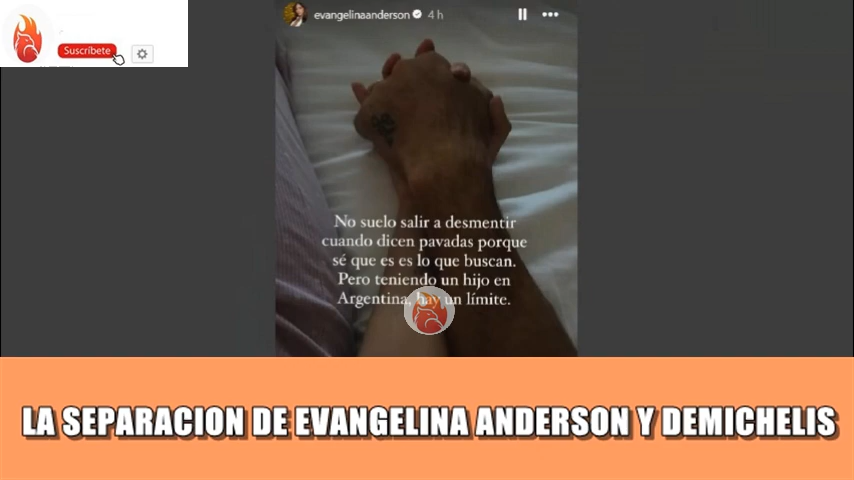 Suscríbete
evangelinaanderson 4 h
No suelo salir a desmentir
cuando dicen pavadas porque
sé que es es lo que buscan.
Pero teniendo un hijo en
Argentina, hay un límite.
LA SEPARACION DE EVANGELINA ANDERSON Y DEMICHELIS